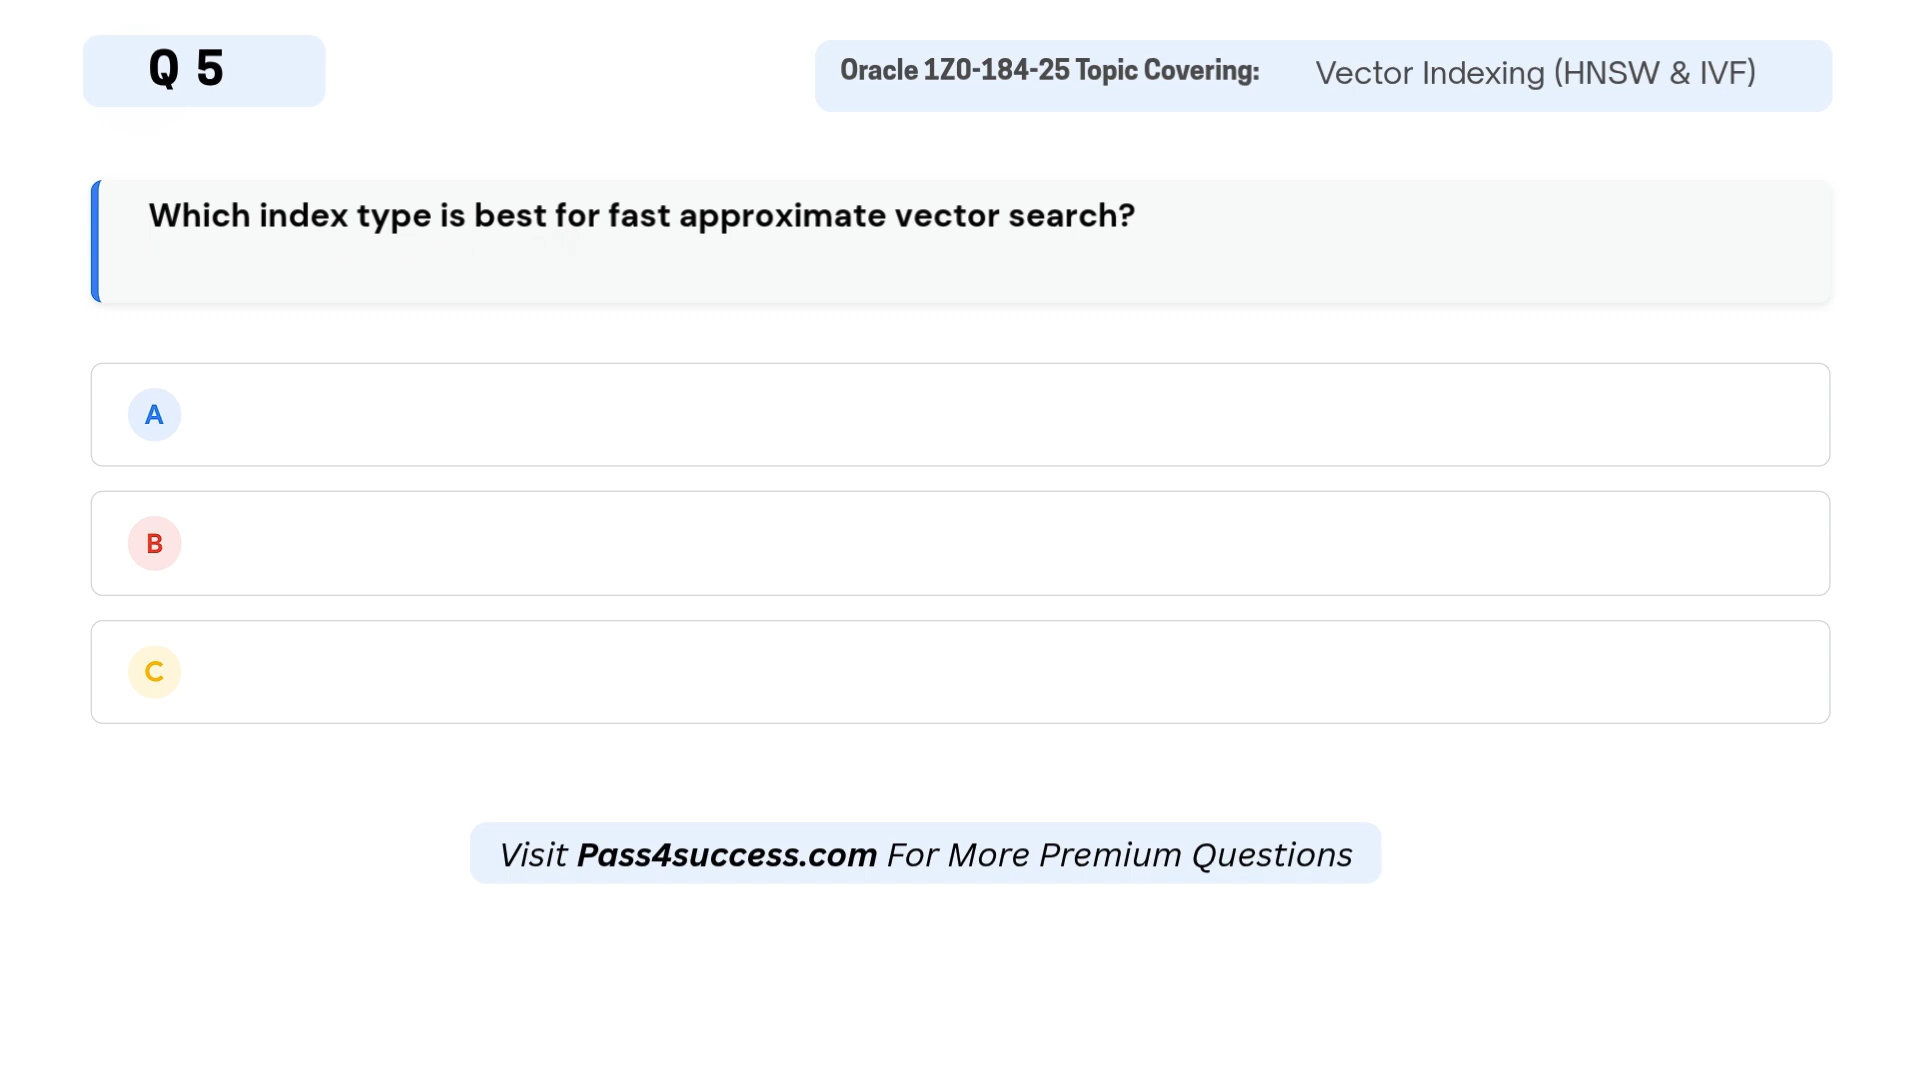 Q 5
Oracle 1Z0-184-25 Topic Covering: Vector Indexing (HNSW & IVF)
Which index type is best for fast approximate vector search?
A
B
C
Visit Pass4success.com For More Premium Questions